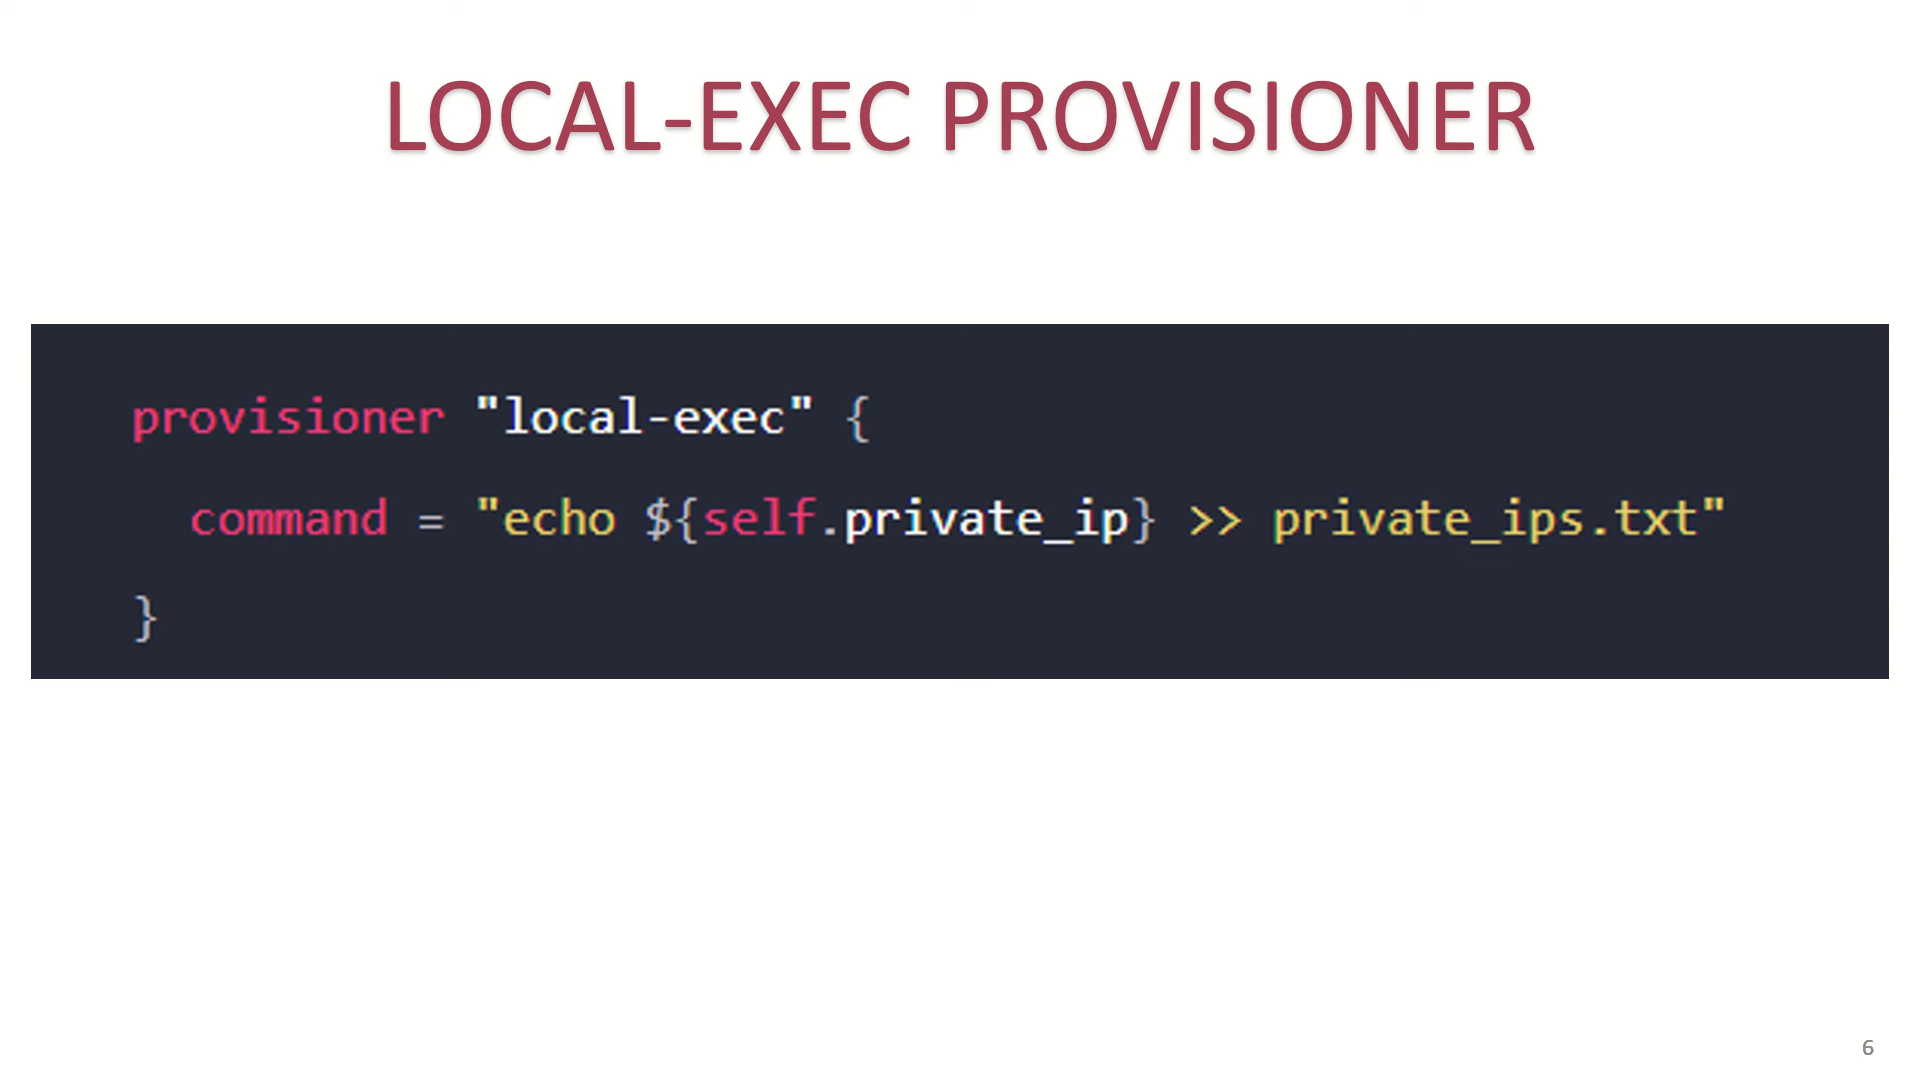 LOCAL-EXEC PROVISIONER
provisioner "local-exec" {
command = "echo ${self.private_ip} >> private_ips.txt"
}
6